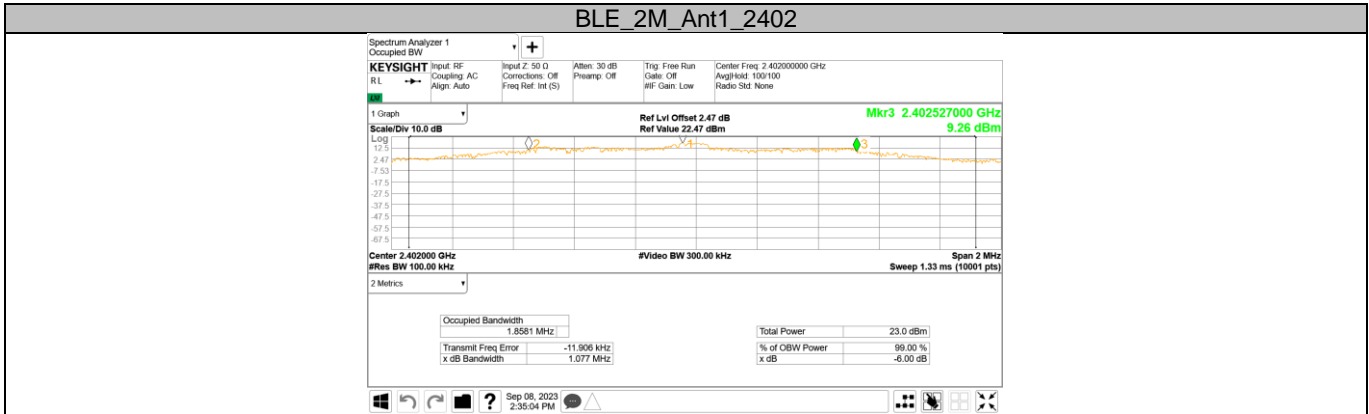 BLE_2M_Ant1_2402
Spectrum Analyzer 1
Occupied BW
+
KEYSIGHT Input: RF Input Z: 50 Ω Atten: 30 dB Trig: Free Run Center Freq: 2.402000000 GHz
RL Coupling: AC Corrections: Off Preamp: Off Gate: Off Avg|Hold: 100/100
Align: Auto Freq Ref: Int (S) #IF Gain: Low Radio Std: None
1 Graph
Ref Lvl Offset 2.47 dB Mkr3 2.402527000 GHz
Scale/Div 10.0 dB Ref Value 22.47 dBm 9.26 dBm
Log
2 1 3
12.5
2.47
-7.53
-17.5
-27.5
-37.5
-47.5
-57.5
-67.5
Center 2.402000 GHz #Video BW 300.00 kHz Span 2 MHz
#Res BW 100.00 kHz Sweep 1.33 ms (10001 pts)
2 Metrics
Occupied Bandwidth
1.8581 MHz Total Power 23.0 dBm
Transmit Freq Error -11.906 kHz % of OBW Power 99.00 %
x dB Bandwidth 1.077 MHz x dB -6.00 dB
? Sep 08, 2023
2:35:04 PM